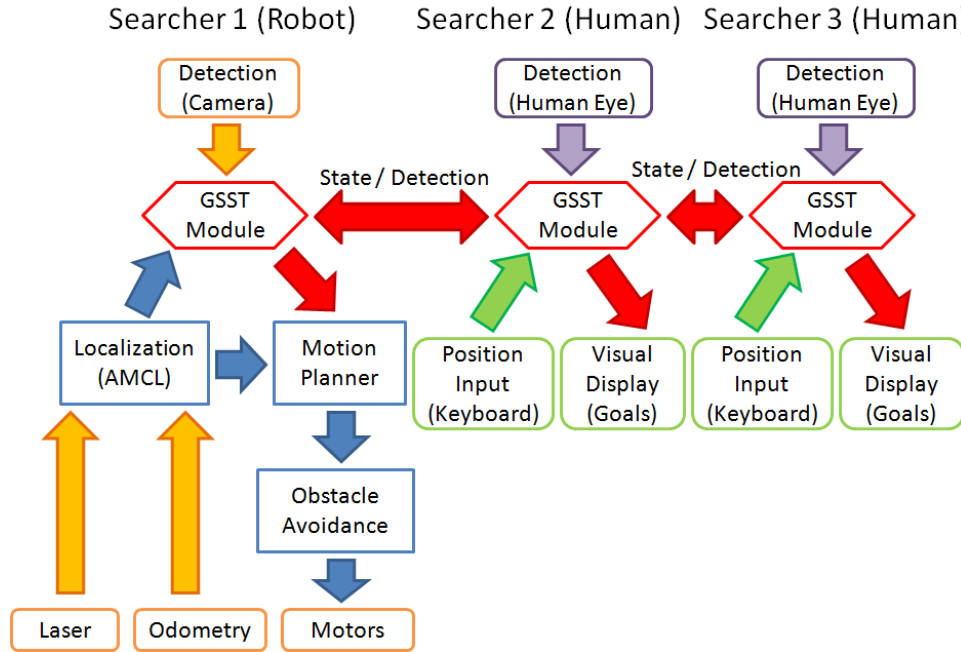 Searcher 1 (Robot)
Searcher 2 (Human)
Searcher 3 (Human)
Detection
(Camera)
Detection
(Human Eye)
Detection
(Human Eye)
State / Detection
State / Detection
GSST
Module
GSST
Module
GSST
Module
Localization
(AMCL)
Motion
Planner
Position
Input
(Keyboard)
Visual
Display
(Goals)
Position
Input
(Keyboard)
Visual
Display
(Goals)
Obstacle
Avoidance
Laser
Odometry
Motors